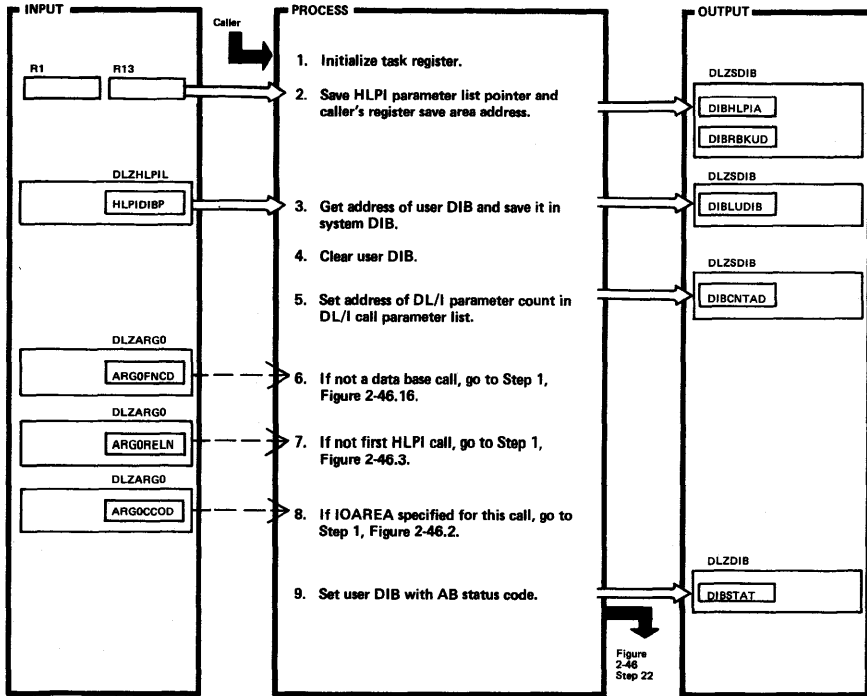 INPUT
R1
R13
DLZHLPIL
HLPIDIBP
DLZARG0
ARG0FNCD
DLZARG0
ARG0RELN
DLZARG0
ARG0CCOD
Caller
PROCESS
1. Initialize task register.
2. Save HLPI parameter list pointer and
caller's register save area address.
3. Get address of user DIB and save it in
system DIB.
4. Clear user DIB.
5. Set address of DL/I parameter count in
DL/I call parameter list.
6. If not a data base call, go to Step 1,
Figure 2-46.16.
7. If not first HLPI call, go to Step 1,
Figure 2-46.3.
8. If IOAREA specified for this call, go to
Step 1, Figure 2-46.2.
9. Set user DIB with AB status code.
Figure
2-46
Step 22
OUTPUT
DLZSDIB
DIBHLPIA
DIBRBKUD
DLZSDIB
DIBLUDIB
DLZSDIB
DIBCNTAD
DLZDIB
DIBSTAT